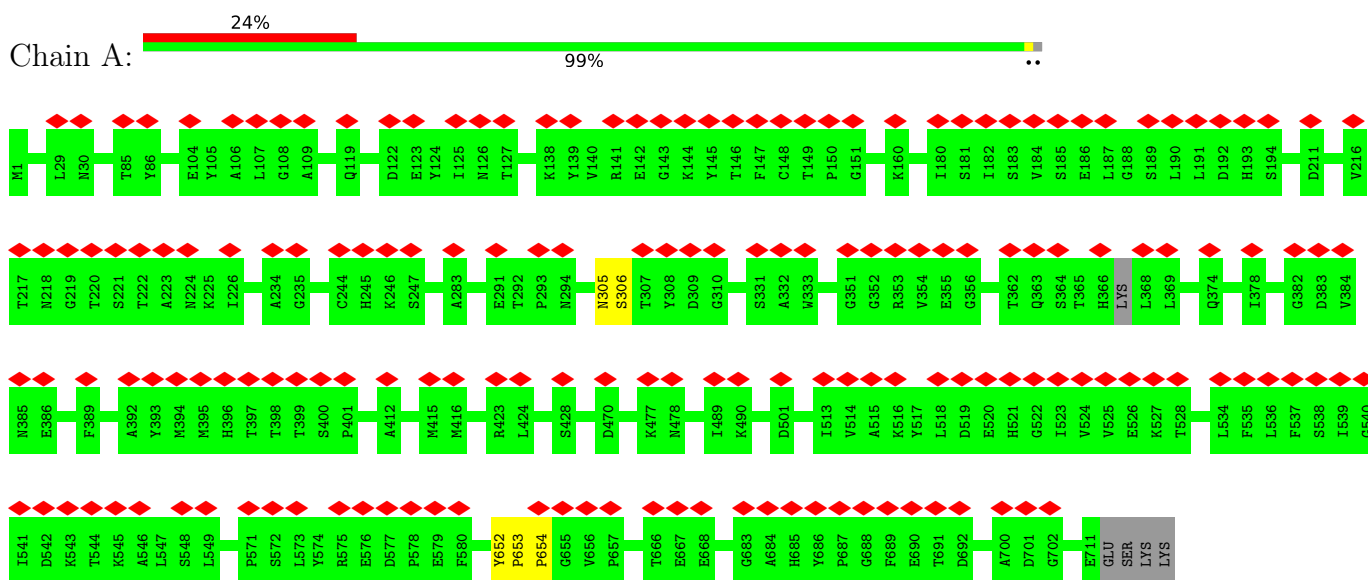 24%
Chain A:
99%
••
M1 L29 N30 T85 Y86 E104 Y105 A106 L107 G108 A109 Q119 D122 E123 Y124 I125 N126 T127 K138 Y139 V140 R141 E142 G143 K144 Y145 T146 F147 C148 T149 P150 G151 K160 I180 S181 I182 S183 V184 S185 E186 L187 G188 S189 L190 L191 D192 H193 S194 D211 V216
T217 N218 Q219 T220 S221 T222 A223 N224 K225 I226 A234 G235 C244 H245 K246 S247 A283 E291 T292 P293 N294 N305 S306 T307 Y308 D309 G310 S331 A332 W333 G351 G352 R353 V354 E355 G356 T362 Q363 S364 T365 H366 LYS L368 L369 Q374 I378 G382 D383 V384
N385 E386 F389 A392 Y393 M394 M395 H396 T397 T398 T399 S400 P401 A412 M415 M416 R423 L424 S428 D470 K477 N478 I489 K490 D501 I513 V514 A515 K516 Y517 L518 D519 E520 H521 G522 I523 V524 V525 E526 K527 T528 L534 F535 L536 F537 S538 I539 G540
I541 D542 K543 T544 K545 A546 L547 S548 L549 P571 S572 L573 Y574 R575 E576 D577 P578 E579 F580 Y652 P653 P654 G655 V656 P657 T666 E667 E668 G683 A684 H685 Y686 P687 G688 F689 E690 T691 D692 A700 D701 G702 E711 GLU SER LYS LYS